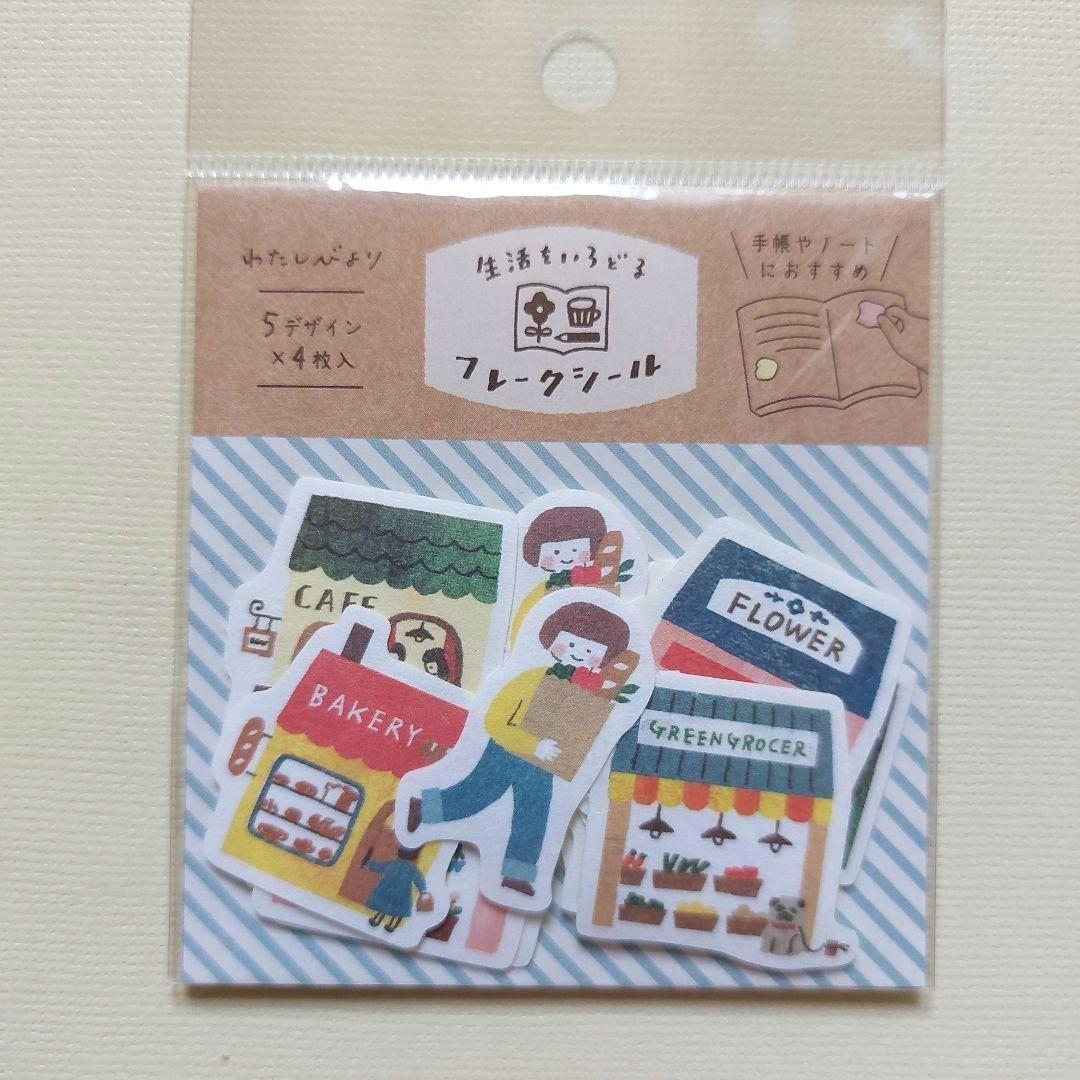 わたしびより
5デザイン
×4枚入
生活をいろどる
フレークシール
手帳やノート
におすすめ
CAFE
FLOWER
BAKERY
GREENGROCER